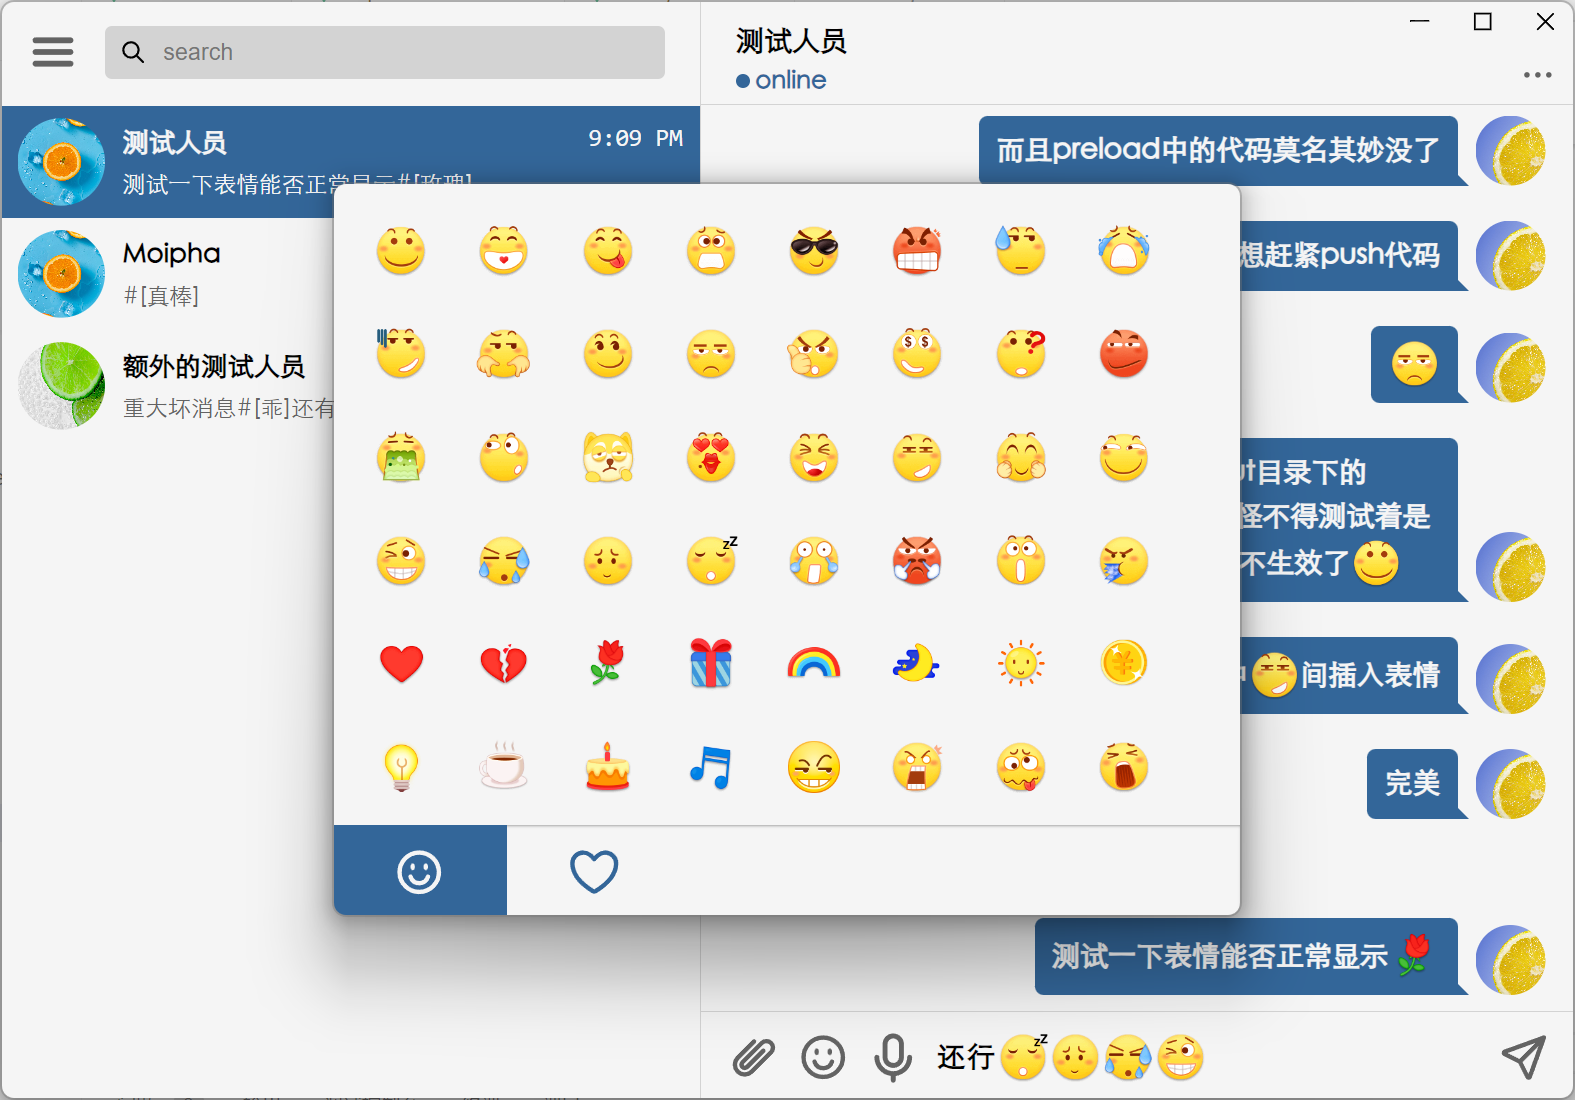 search
测试人员
9:09 PM
测试一下表情能否正常显示#[玫瑰]
Moipha
#[真棒]
额外的测试人员
重大坏消息#[乖]还有
测试人员
online
而且preload中的代码莫名其妙没了
想赶紧push代码
目录下的
怪不得测试着是
不生效了
间插入表情
完美
测试一下表情能否正常显示
还行